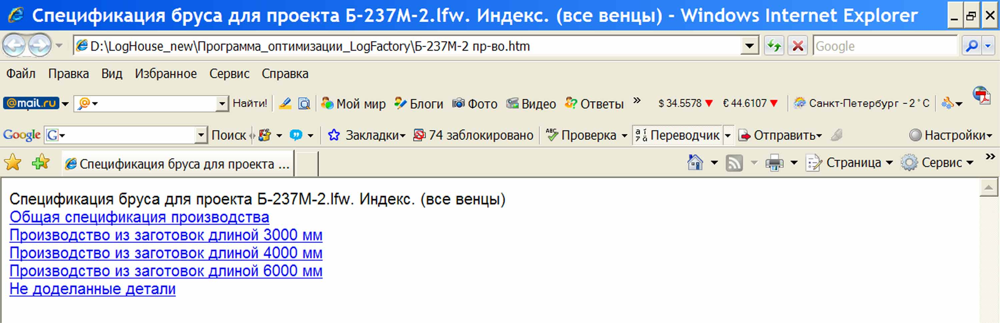 Спецификация бруса для проекта Б-237М-2.lfw. Индекс. (все венцы) - Windows Internet Explorer
D:\LogHouse_new\Программа_оптимизации_LogFactory\Б-237М-2 пр-во.htm Google
Файл Правка Вид Избранное Сервис Справка
@mail.ru Найти! Мой мир Блоги Фото Видео Ответы » $ 34.5578 ▼ € 44.6107 ▼ Санкт-Петербург -2°C
Google G Поиск Закладки 74 заблокировано ABC Проверка Переводчик Отправить Настройки
Спецификация бруса для проекта ... Страница Сервис »
Спецификация бруса для проекта Б-237М-2.lfw. Индекс. (все венцы)
Общая спецификация производства
Производство из заготовок длиной 3000 мм
Производство из заготовок длиной 4000 мм
Производство из заготовок длиной 6000 мм
Не доделанные детали